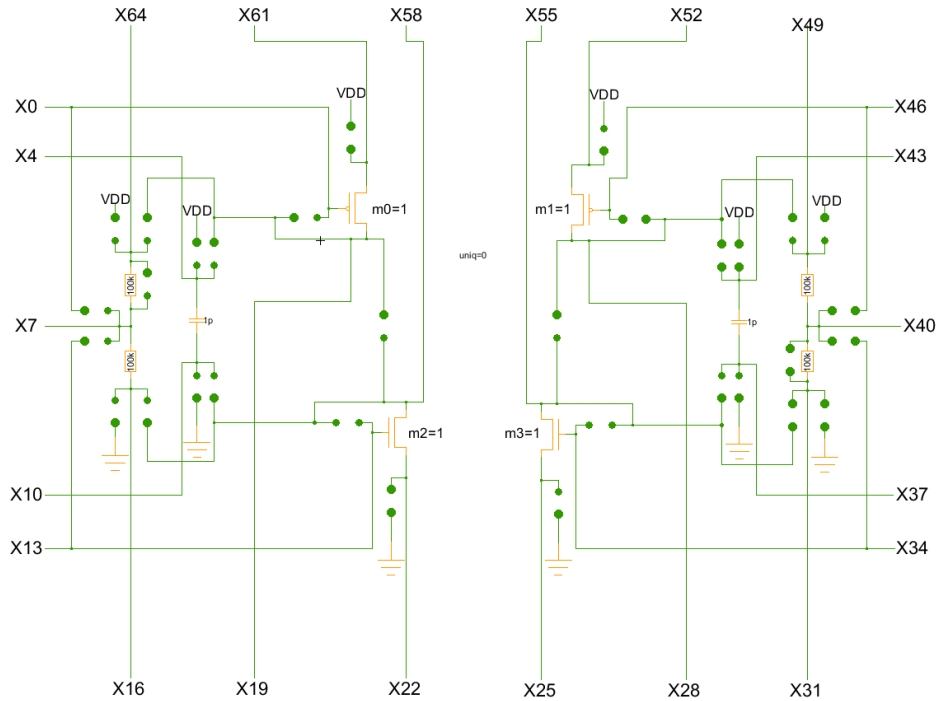 X64 X61 X58 X55 X52 X49
VDD VDD
X0 X46
X4 X43
VDD VDD VDD VDD
m0=1 m1=1
uniq=0
100k 100k
X7 1p 1p X40
100k 100k
m2=1 m3=1
X10 X37
X13 X34
X16 X19 X22 X25 X28 X31